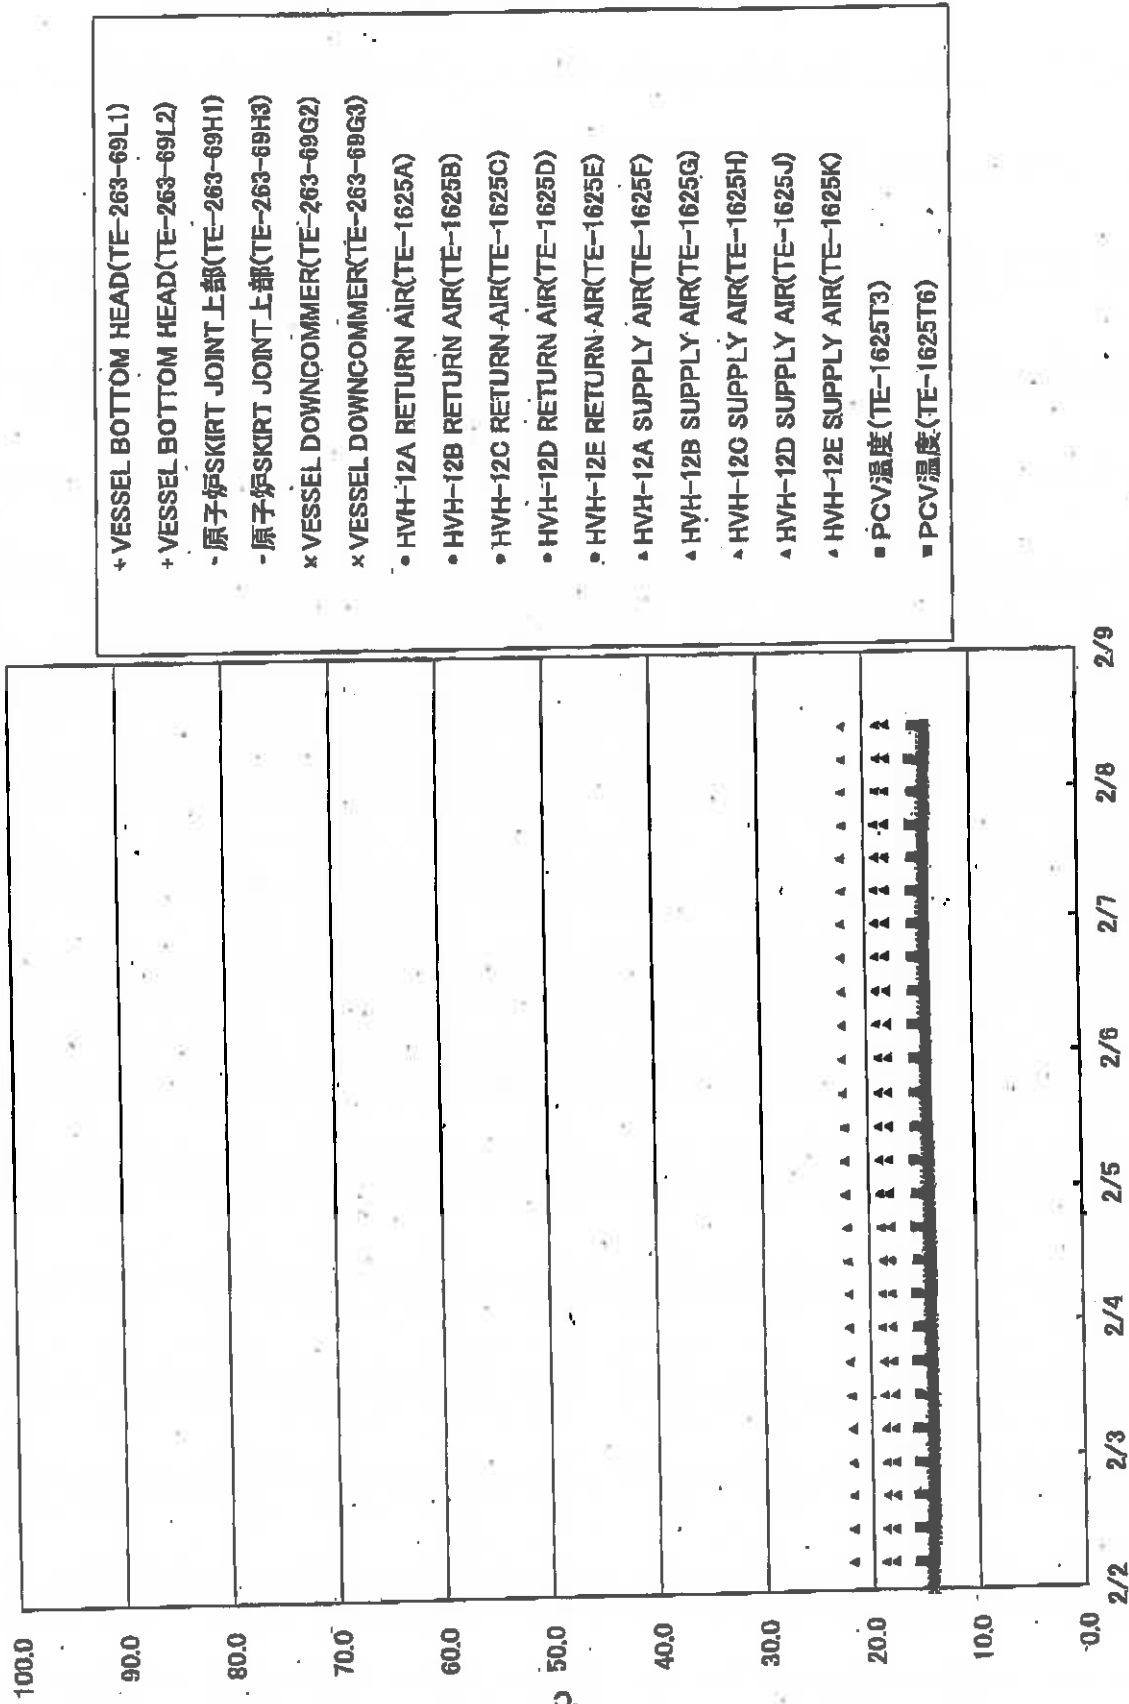 100.0
90.0
80.0
70.0
60.0
50.0
40.0
30.0
20.0
10.0
0.0
2/2
2/3
2/4
2/5
2/6
2/7
2/8
2/9
+ VESSEL BOTTOM HEAD(TE-263-69L1)
+ VESSEL BOTTOM HEAD(TE-263-69L2)
- 原子炉SKIRT JOINT上部(TE-263-69H1)
- 原子炉SKIRT JOINT上部(TE-263-69H3)
× VESSEL DOWNCOMMER(TE-263-69G2)
× VESSEL DOWNCOMMER(TE-263-69G3)
● HVH-12A RETURN AIR(TE-1625A)
● HVH-12B RETURN AIR(TE-1625B)
● HVH-12C RETURN AIR(TE-1625C)
● HVH-12D RETURN AIR(TE-1625D)
● HVH-12E RETURN AIR(TE-1625E)
▲ HVH-12A SUPPLY AIR(TE-1625F)
▲ HVH-12B SUPPLY AIR(TE-1625G)
▲ HVH-12C SUPPLY AIR(TE-1625H)
▲ HVH-12D SUPPLY AIR(TE-1625J)
▲ HVH-12E SUPPLY AIR(TE-1625K)
■ PCV温度(TE-1625T3)
■ PCV温度(TE-1625T6)